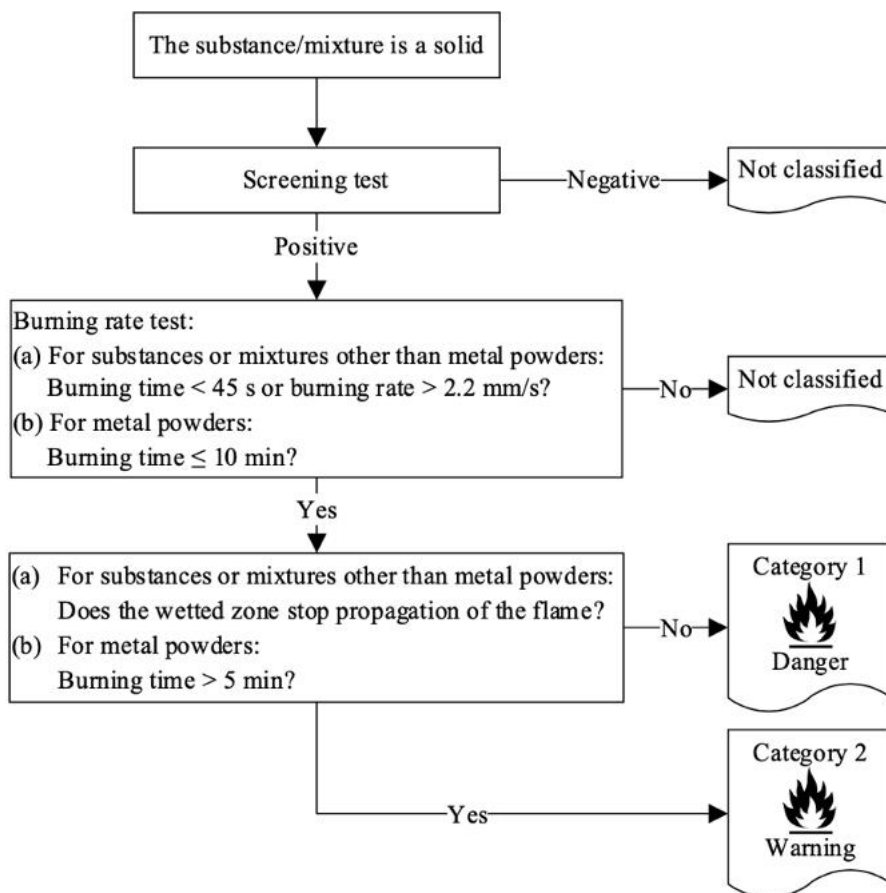 The substance/mixture is a solid
Screening test
Negative
Not classified
Positive
Burning rate test:
(a) For substances or mixtures other than metal powders:
Burning time < 45 s or burning rate > 2.2 mm/s?
(b) For metal powders:
Burning time ≤ 10 min?
No
Not classified
Yes
(a) For substances or mixtures other than metal powders:
Does the wetted zone stop propagation of the flame?
(b) For metal powders:
Burning time > 5 min?
No
Category 1
Danger
Yes
Category 2
Warning